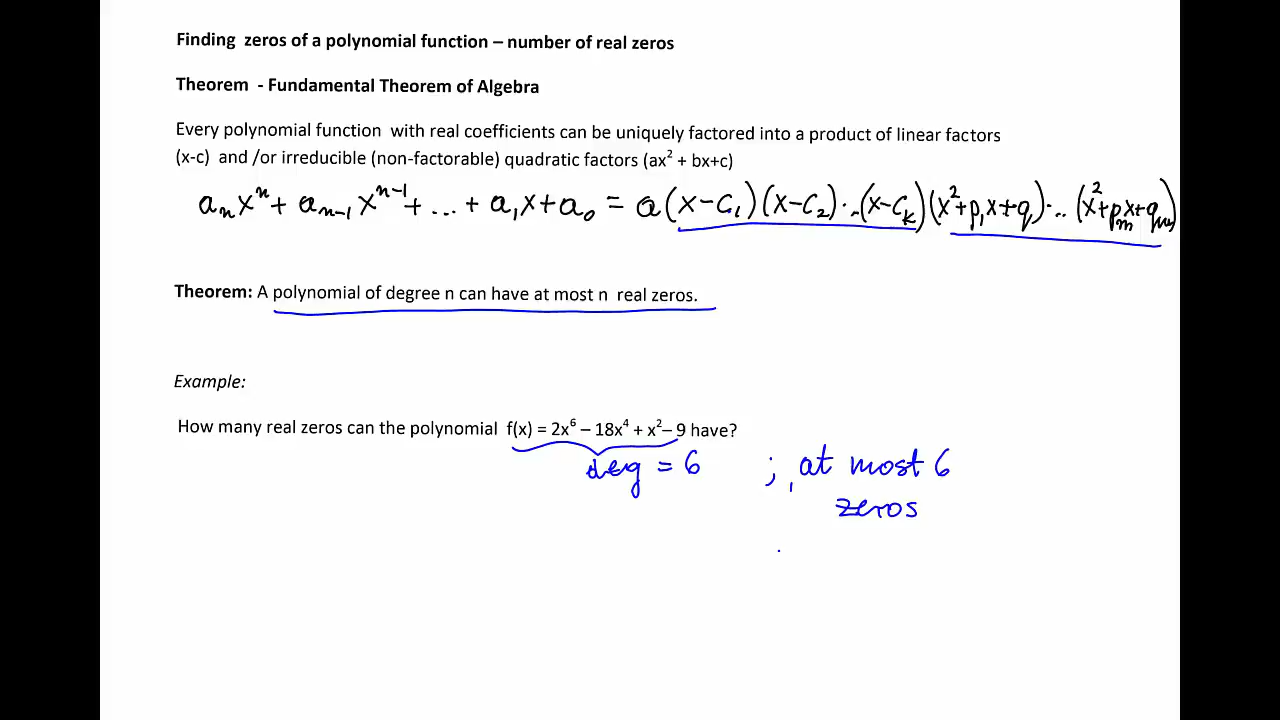 Finding zeros of a polynomial function – number of real zeros
Theorem - Fundamental Theorem of Algebra
Every polynomial function with real coefficients can be uniquely factored into a product of linear factors
(x-c) and /or irreducible (non-factorable) quadratic factors (ax² + bx+c)
aₙxⁿ + aₙ₋₁xⁿ⁻¹ + ... + a₁x + a₀ = a(x-c₁)(x-c₂)...(x-cₖ)(x²+p₁x+q)...(x²+pₘx+qₘ)
Theorem: A polynomial of degree n can have at most n real zeros.
Example:
How many real zeros can the polynomial f(x) = 2x⁶ – 18x⁴ + x² – 9 have?
deg = 6 ; at most 6
zeros